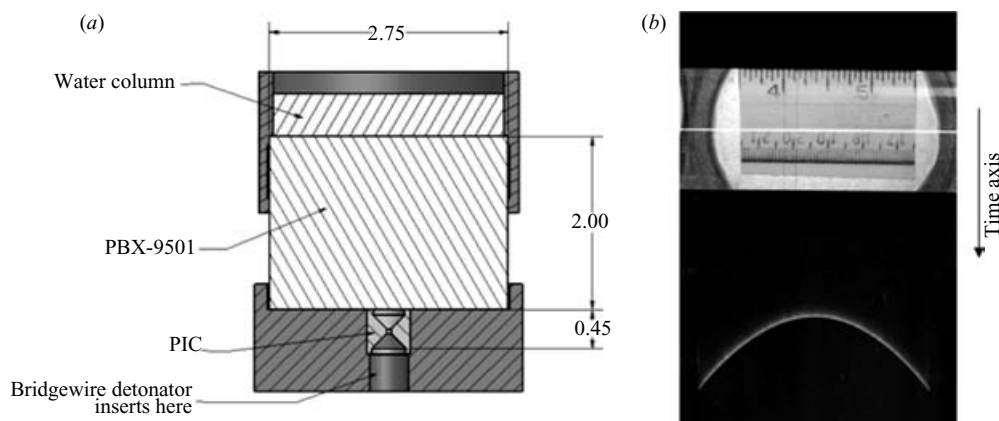 (a)
2.75
Water column
PBX-9501
2.00
PIC
0.45
Bridgewire detonator
inserts here
(b)
4
5
Time axis